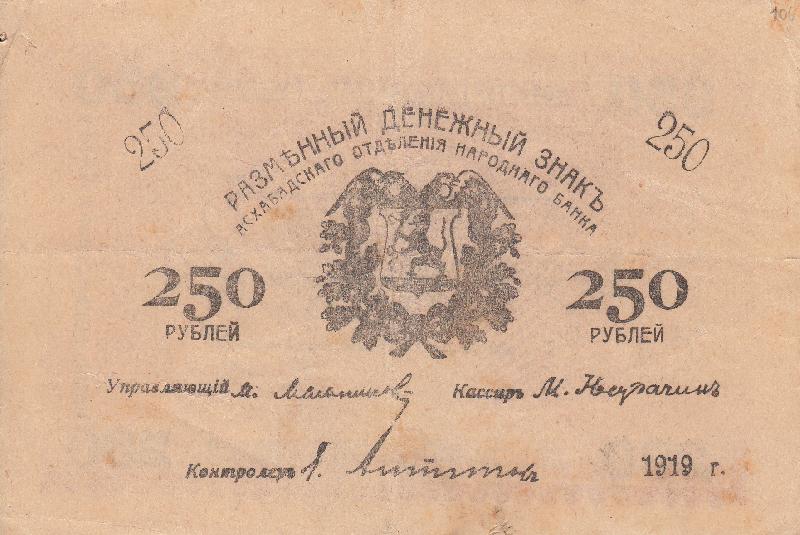 250
250
РАЗМѢННЫЙ ДЕНЕЖНЫЙ ЗНАКЪ
АСХАБАДСКАГО ОТДѢЛЕНІЯ НАРОДНАГО БАНКА
250
РУБЛЕЙ
250
РУБЛЕЙ
Управляющій М.
Кассиръ М.
Контролеръ
1919 г.